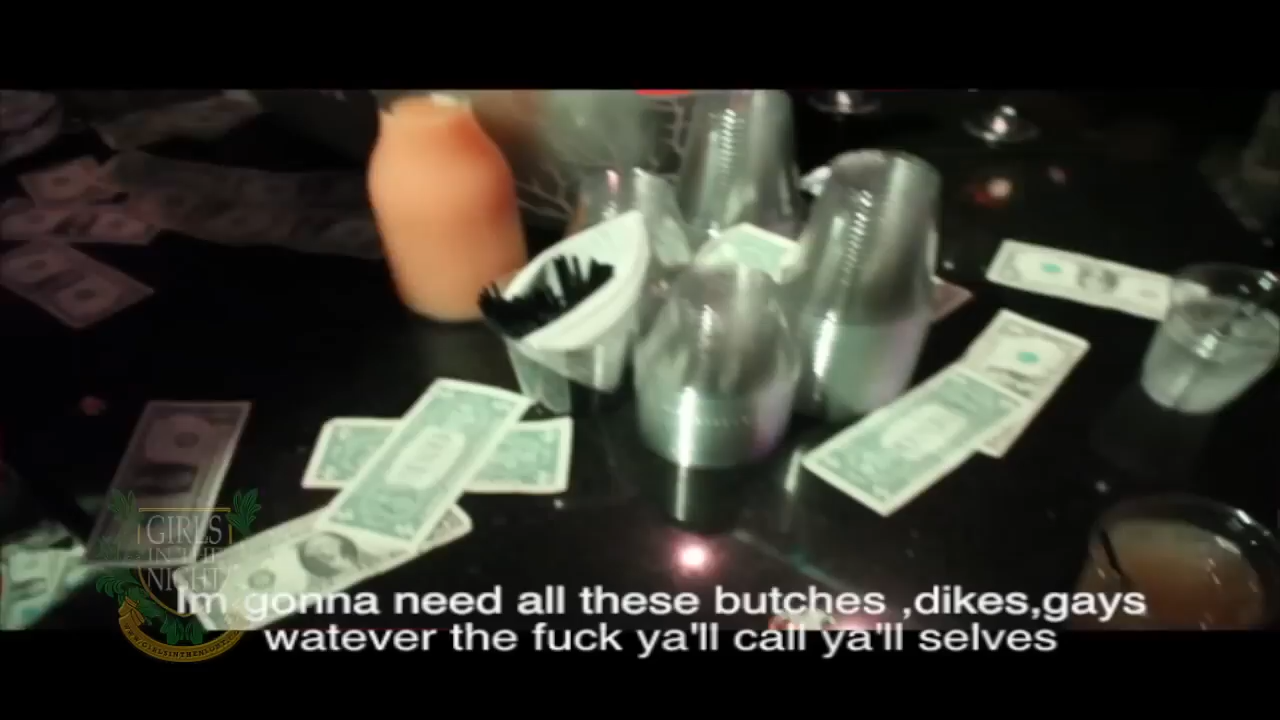 GIRLS
IN THE
NIGHT
Im gonna need all these butches ,dikes,gays
watever the fuck ya'll call ya'll selves